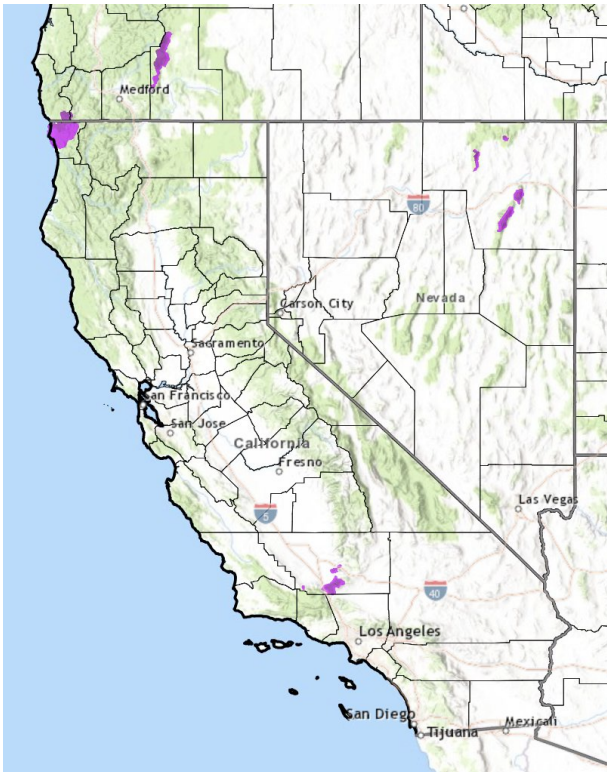 Medford
80
Carson City
Nevada
Sacramento
San Francisco
San Jose
California
Fresno
5
Las Vegas
40
Los Angeles
San Diego
Tijuana
Mexicali